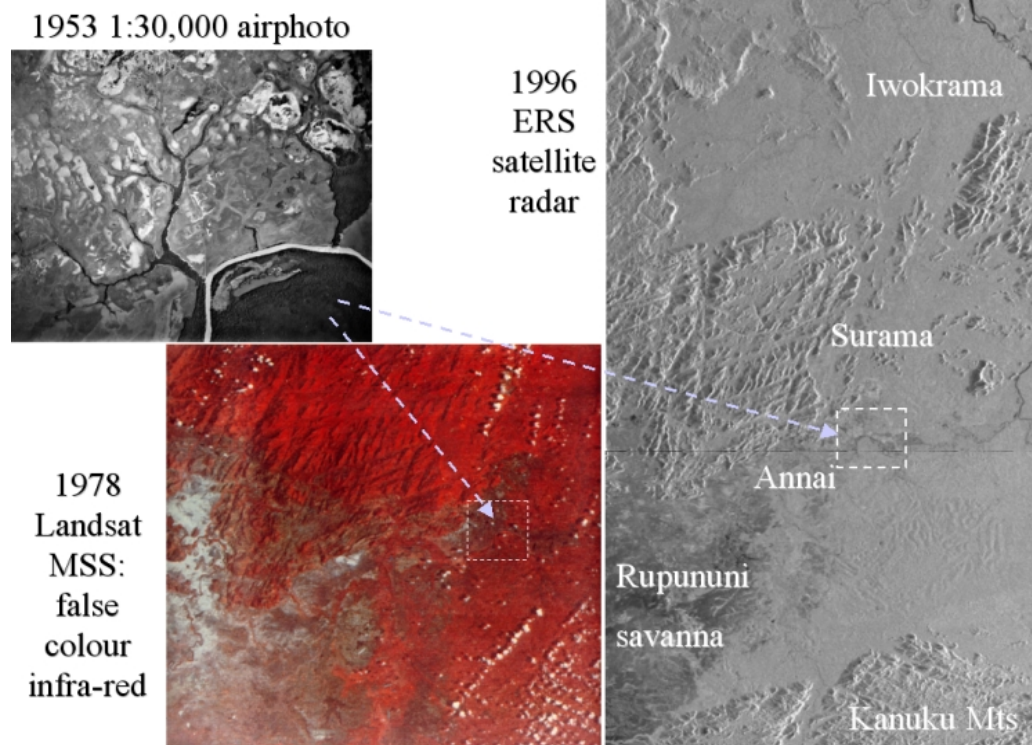 1953 1:30,000 airphoto
1996
ERS
satellite
radar
Iwokrama
Surama
Annai
Rupununi
savanna
Kanuku Mts
1978
Landsat
MSS:
false
colour
infra-red